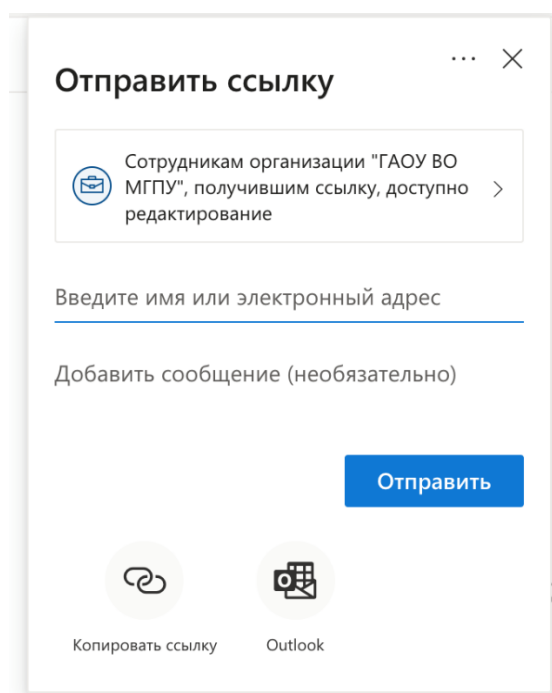 Отправить ссылку
Сотрудникам организации "ГАОУ ВО
МГПУ", получившим ссылку, доступно
редактирование
Введите имя или электронный адрес
Добавить сообщение (необязательно)
Отправить
Копировать ссылку
Outlook